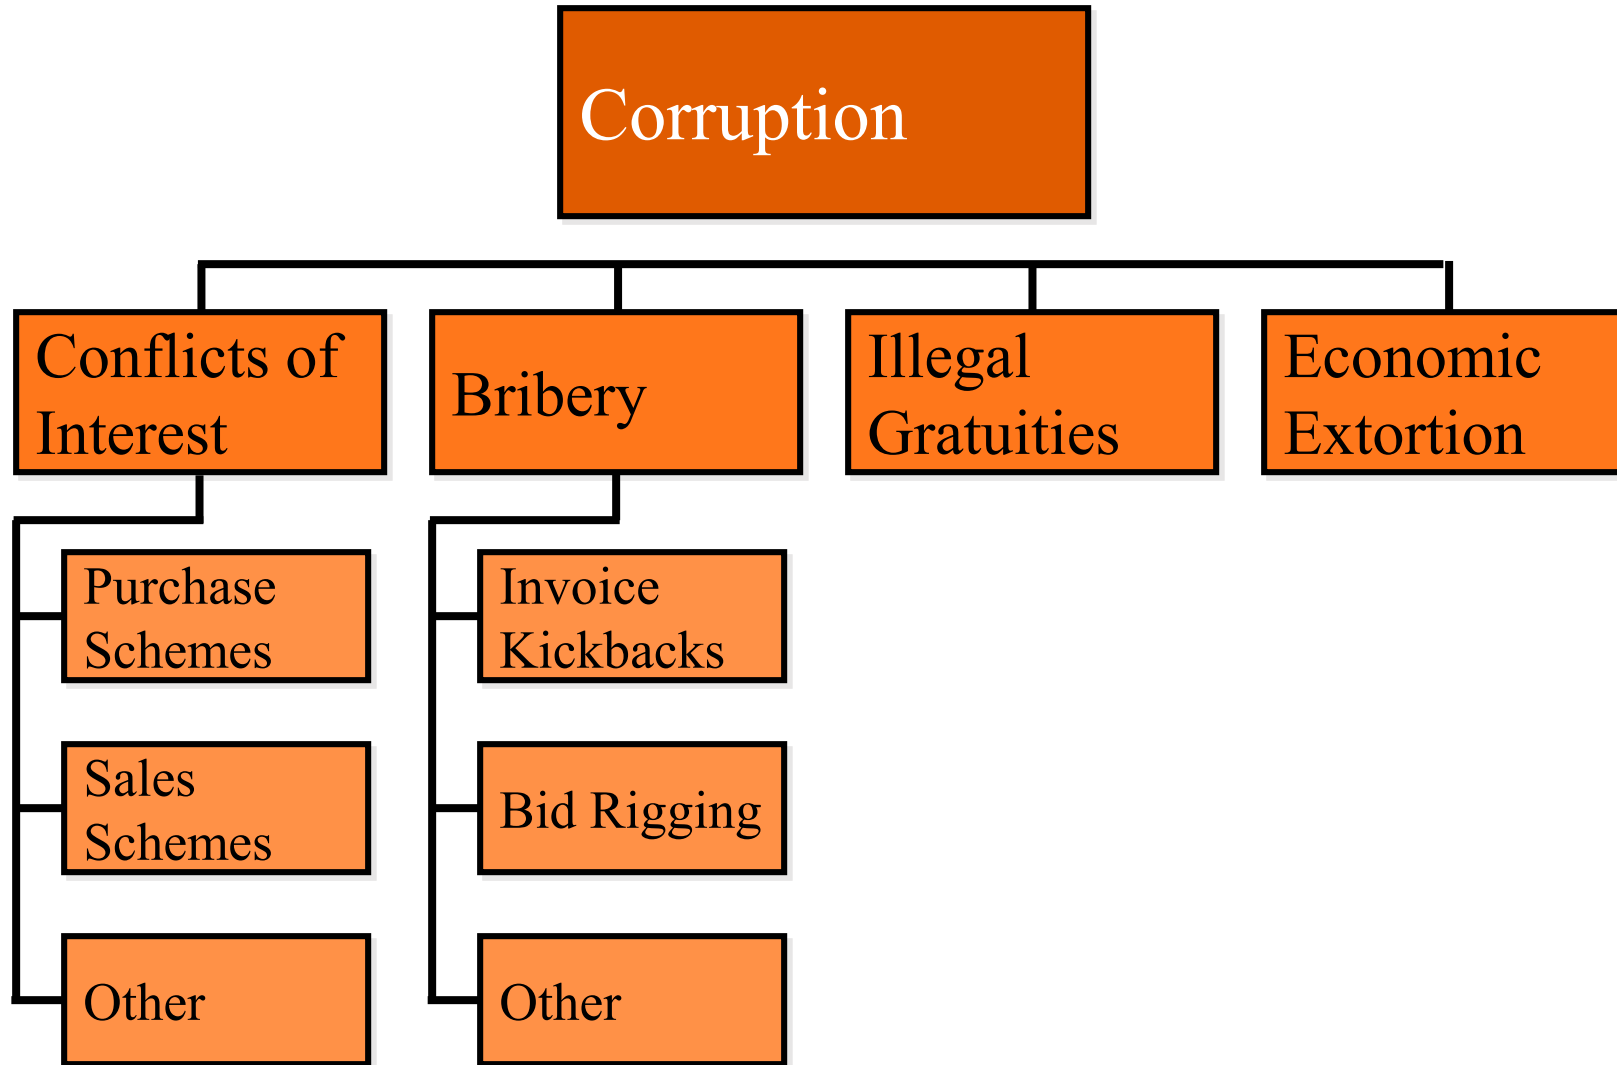 Corruption
Conflicts of
Interest
Bribery
Illegal
Gratuities
Economic
Extortion
Purchase
Schemes
Sales
Schemes
Other
Invoice
Kickbacks
Bid Rigging
Other